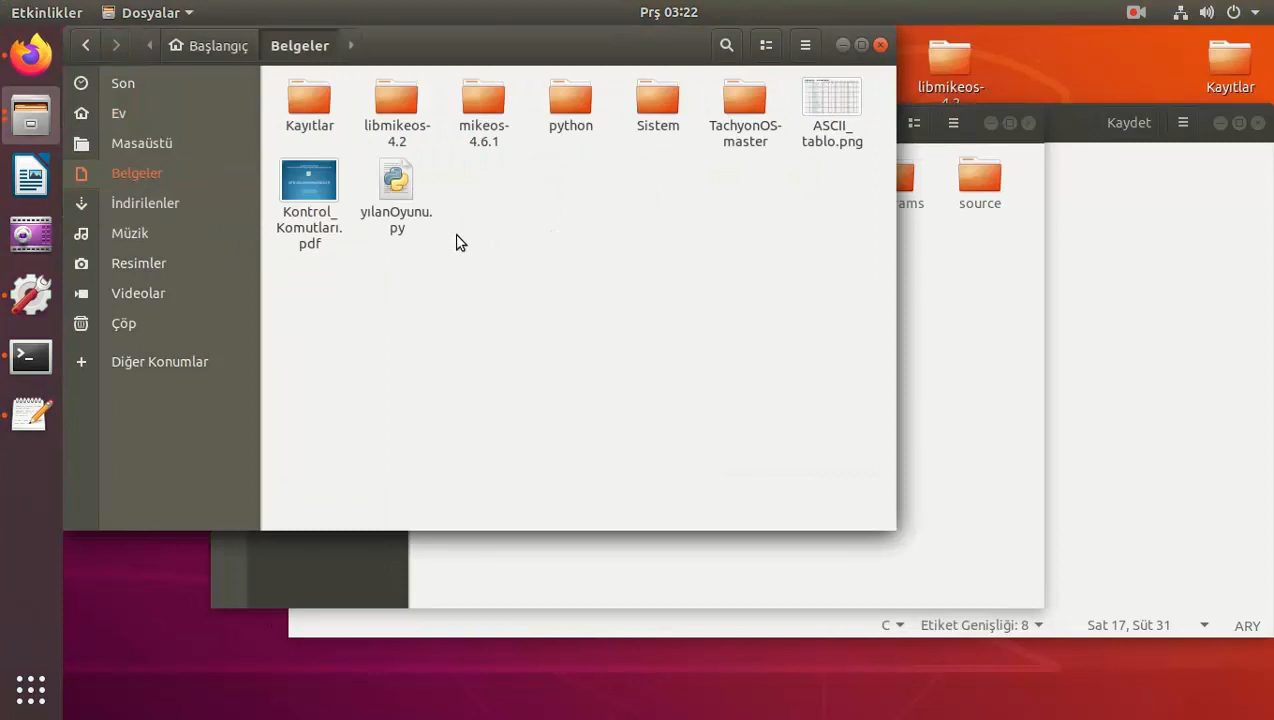 Etkinlikler
Dosyalar
Prş 03:22
Başlangıç
Belgeler
Son
Ev
Masaüstü
Belgeler
İndirilenler
Müzik
Resimler
Videolar
Çöp
+ Diğer Konumlar
Kayıtlar
libmikeos-
4.2
mikeos-
4.6.1
python
Sistem
TachyonOS-
master
ASCII_
tablo.png
Kontrol_
Komutları.
pdf
yılanOyunu.
py
libmikeos-
4.2
Kayıtlar
Kaydet
ams
source
C
Etiket Genişliği: 8
Sat 17, Süt 31
ARY